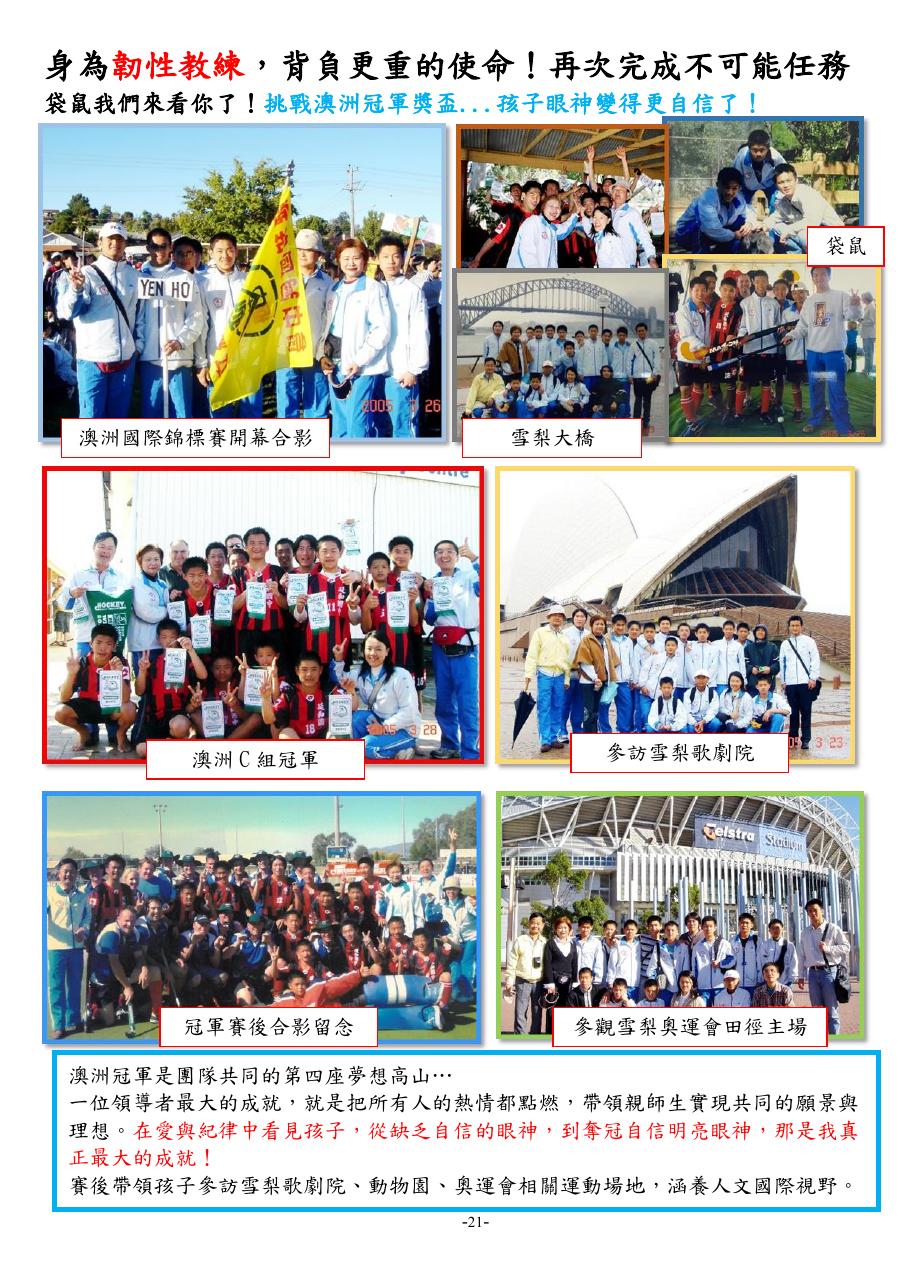 身為韌性教練，背負更重的使命！再次完成不可能任務
袋鼠我們來看你了！挑戰澳洲冠軍獎盃...孩子眼神變得更自信了！
YEN HO
2005 3 26
澳洲國際錦標賽開幕合影
袋鼠
雪梨大橋
HOCKEY
2005 3 28
澳洲C組冠軍
3 23
參訪雪梨歌劇院
冠軍賽後合影留念
Telstra Stadium
參觀雪梨奧運會田徑主場
澳洲冠軍是團隊共同的第四座夢想高山…
一位領導者最大的成就，就是把所有人的熱情都點燃，帶領親師生實現共同的願景與
理想。在愛與紀律中看見孩子，從缺乏自信的眼神，到奪冠自信明亮眼神，那是我真
正最大的成就！
賽後帶領孩子參訪雪梨歌劇院、動物園、奧運會相關運動場地，涵養人文國際視野。
-21-